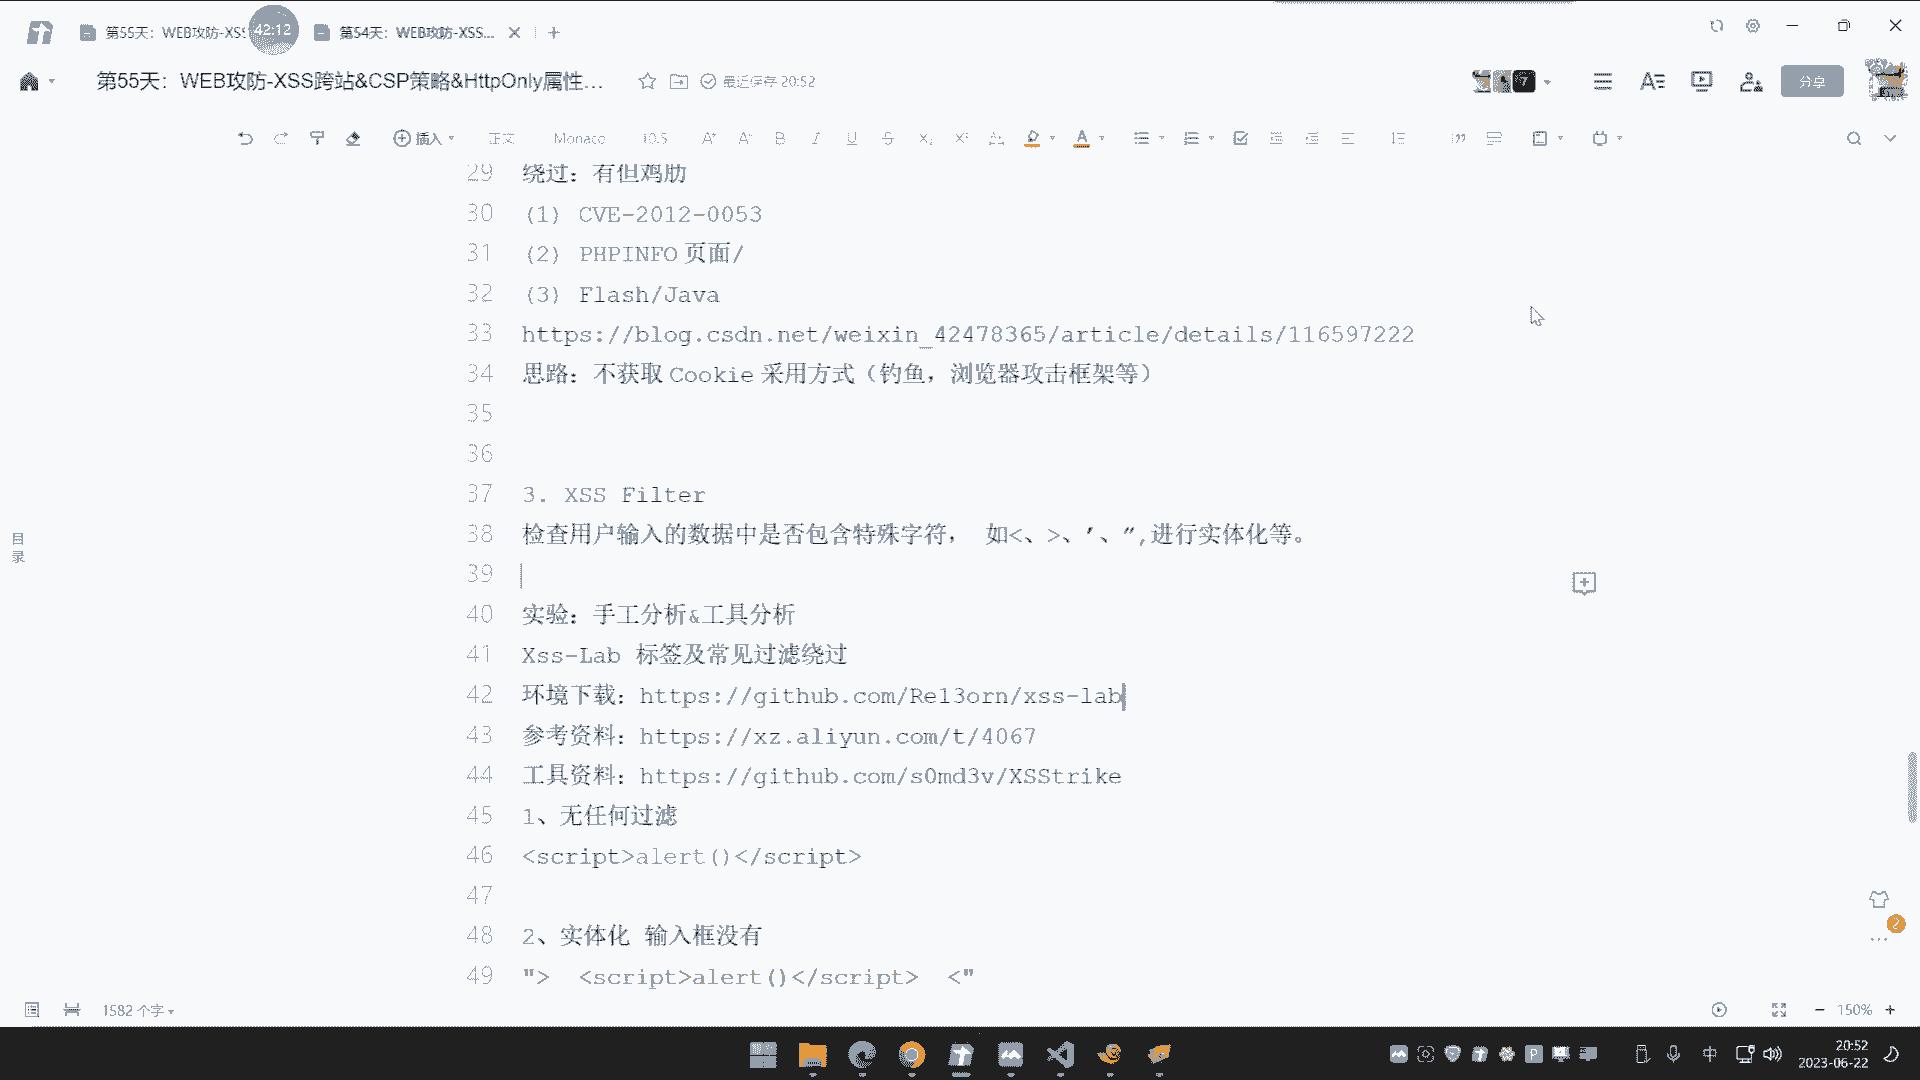 第55天：WEB攻防-XS
42:12
第54天：WEB攻防-XSS...
第55天：WEB攻防-XSS跨站&CSP策略&HttpOnly属性...
最近保存 20:52
分享
插入
正文
Monaco
10.5
29 绕过：有但鸡肋
30 (1) CVE-2012-0053
31 (2) PHPINFO 页面/
32 (3) Flash/Java
33 https://blog.csdn.net/weixin_42478365/article/details/116597222
34 思路：不获取 Cookie 采用方式（钓鱼，浏览器攻击框架等）
35
36
37 3. XSS Filter
38 检查用户输入的数据中是否包含特殊字符， 如<、>、’、”,进行实体化等。
39
40 实验：手工分析&工具分析
41 Xss-Lab 标签及常见过滤绕过
42 环境下载：https://github.com/Re13orn/xss-lab
43 参考资料：https://xz.aliyun.com/t/4067
44 工具资料：https://github.com/s0md3v/XSStrike
45 1、无任何过滤
46 <script>alert()</script>
47
48 2、实体化 输入框没有
49 "> <script>alert()</script> <"
目录
2
1582 个字
150%
中
20:52
2023-06-22